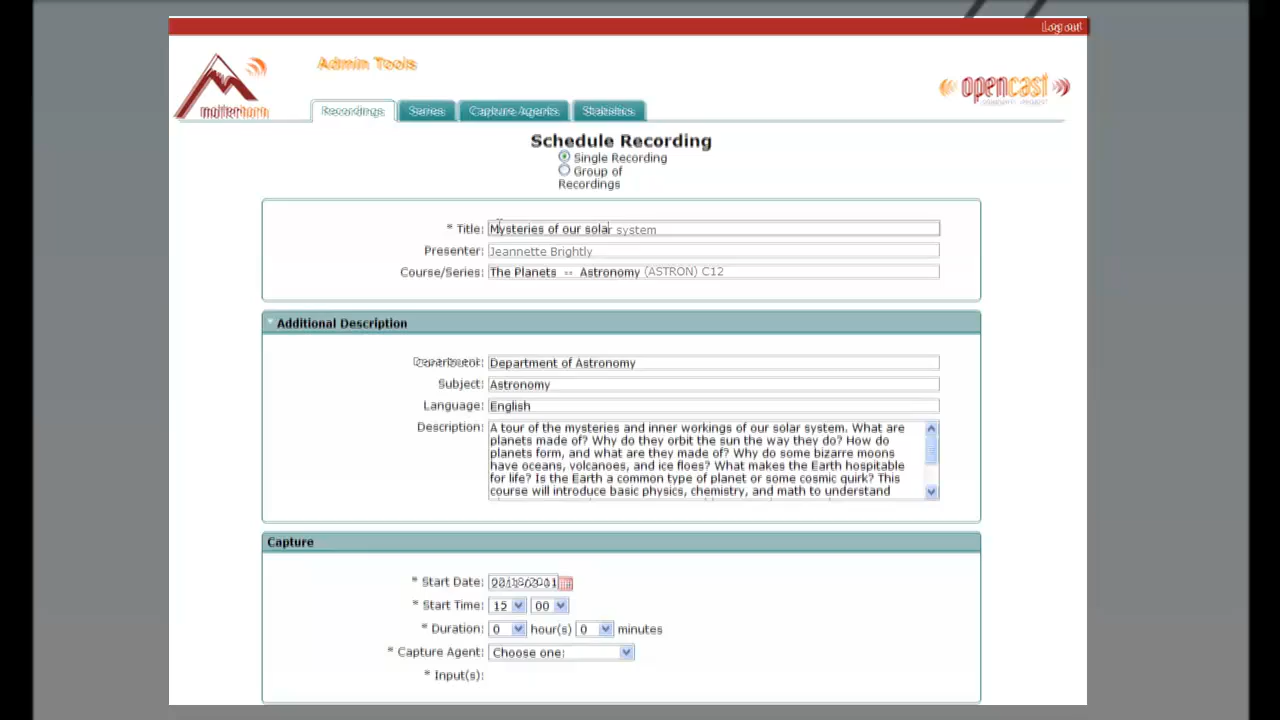 Log out
matterhorn
Admin Tools
opencast
Recordings
Series
Capture Agents
Statistics
Schedule Recording
Single Recording
Group of
Recordings
* Title: Mysteries of our solar system
Presenter: Jeannette Brightly
Course/Series: The Planets -- Astronomy (ASTRON) C12
Additional Description
Department: Department of Astronomy
Subject: Astronomy
Language: English
Description: A tour of the mysteries and inner workings of our solar system. What are
planets made of? Why do they orbit the sun the way they do? How do
planets form, and what are they made of? Why do some bizarre moons
have oceans, volcanoes, and ice floes? What makes the Earth hospitable
for life? Is the Earth a common type of planet or some cosmic quirk? This
course will introduce basic physics, chemistry, and math to understand
Capture
* Start Date:
* Start Time: 15 00
* Duration: 0 hour(s) 0 minutes
* Capture Agent: Choose one:
* Input(s):